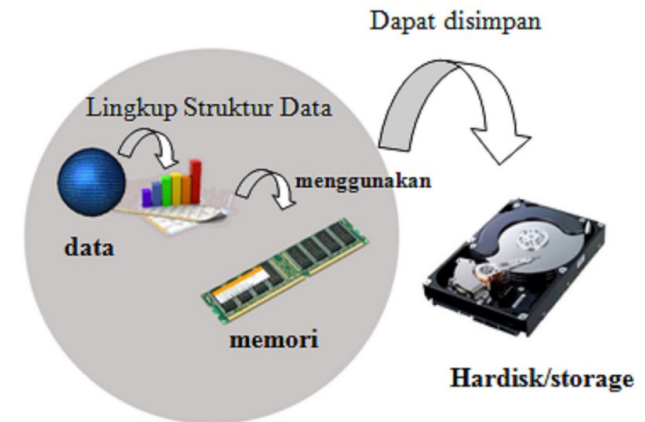 Dapat disimpan
Lingkup Struktur Data
menggunakan
data
memori
Hardisk/storage